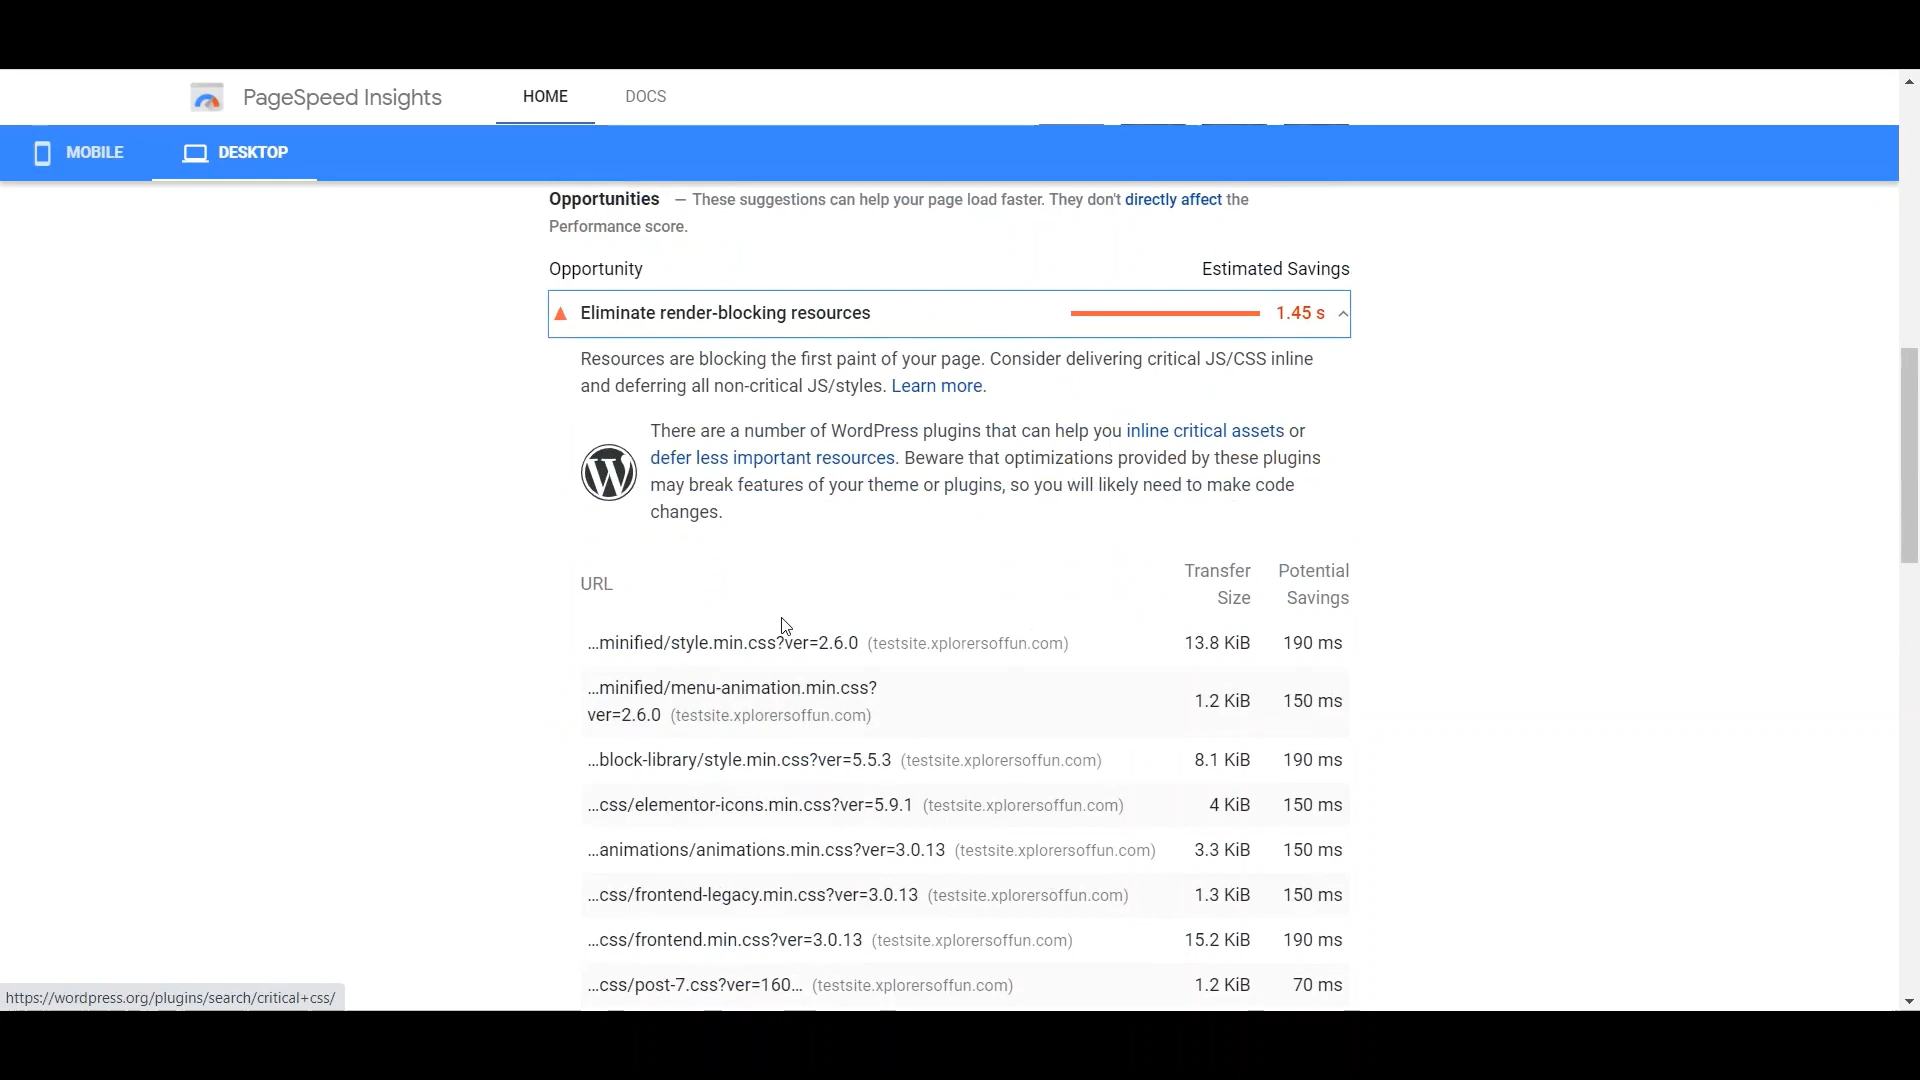 PageSpeed Insights HOME DOCS
MOBILE DESKTOP
Opportunities — These suggestions can help your page load faster. They don't directly affect the
Performance score.
Opportunity Estimated Savings
Eliminate render-blocking resources 1.45 s
Resources are blocking the first paint of your page. Consider delivering critical JS/CSS inline
and deferring all non-critical JS/styles. Learn more.
There are a number of WordPress plugins that can help you inline critical assets or
defer less important resources. Beware that optimizations provided by these plugins
may break features of your theme or plugins, so you will likely need to make code
changes.
URL Transfer Size Potential Savings
…minified/style.min.css?ver=2.6.0 (testsite.xplorersoffun.com) 13.8 KiB 190 ms
…minified/menu-animation.min.css?
ver=2.6.0 (testsite.xplorersoffun.com) 1.2 KiB 150 ms
…block-library/style.min.css?ver=5.5.3 (testsite.xplorersoffun.com) 8.1 KiB 190 ms
…css/elementor-icons.min.css?ver=5.9.1 (testsite.xplorersoffun.com) 4 KiB 150 ms
…animations/animations.min.css?ver=3.0.13 (testsite.xplorersoffun.com) 3.3 KiB 150 ms
…css/frontend-legacy.min.css?ver=3.0.13 (testsite.xplorersoffun.com) 1.3 KiB 150 ms
…css/frontend.min.css?ver=3.0.13 (testsite.xplorersoffun.com) 15.2 KiB 190 ms
…css/post-7.css?ver=160… (testsite.xplorersoffun.com) 1.2 KiB 70 ms
https://wordpress.org/plugins/search/critical+css/